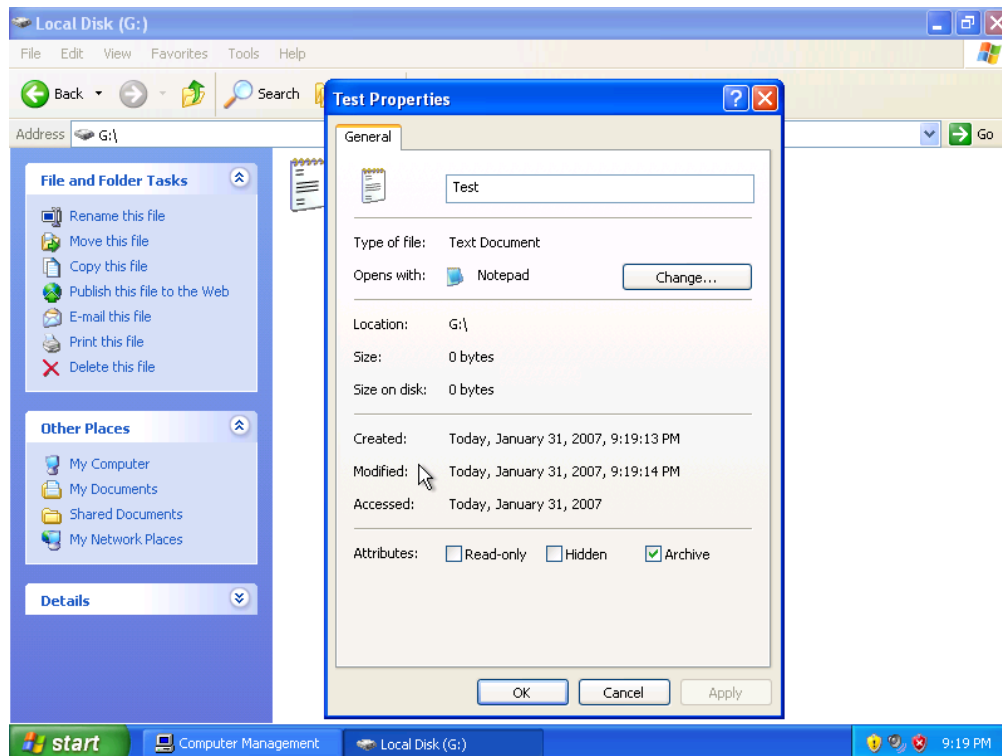 Local Disk (G:)
File Edit View Favorites Tools Help
Back Search
Address G:\ Go
File and Folder Tasks
Rename this file
Move this file
Copy this file
Publish this file to the Web
E-mail this file
Print this file
Delete this file
Other Places
My Computer
My Documents
Shared Documents
My Network Places
Details
Test Properties
General
Test
Type of file: Text Document
Opens with: Notepad Change...
Location: G:\
Size: 0 bytes
Size on disk: 0 bytes
Created: Today, January 31, 2007, 9:19:13 PM
Modified: Today, January 31, 2007, 9:19:14 PM
Accessed: Today, January 31, 2007
Attributes: Read-only Hidden Archive
OK Cancel Apply
start Computer Management Local Disk (G:) 9:19 PM